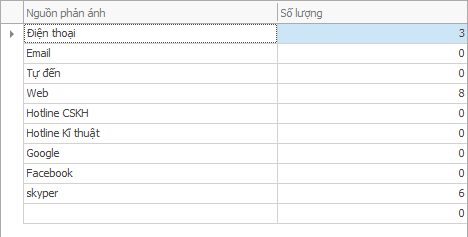 Nguồn phản ánh Số lượng
Điện thoại 3
Email 0
Tự đến 0
Web 8
Hotline CSKH 0
Hotline Kĩ thuật 0
Google 0
Facebook 0
skyper 6
0